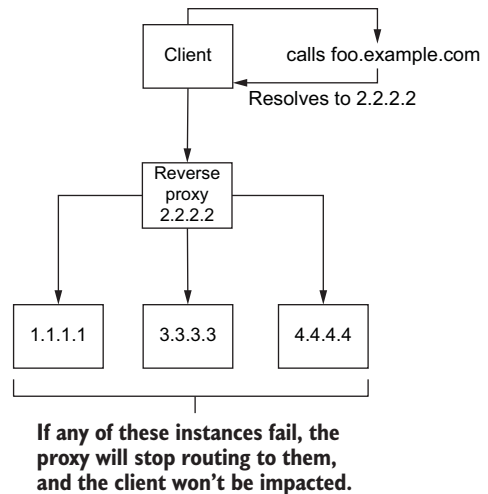 Client
calls foo.example.com
Resolves to 2.2.2.2
Reverse
proxy
2.2.2.2
1.1.1.1
3.3.3.3
4.4.4.4
If any of these instances fail, the
proxy will stop routing to them,
and the client won't be impacted.